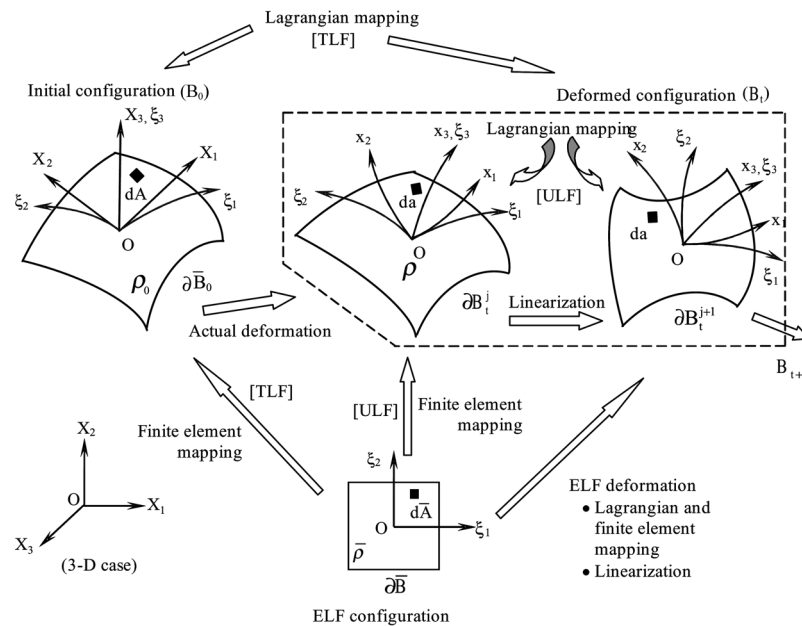 Lagrangian mapping
[TLF]
Initial configuration (B₀)
Deformed configuration (Bₜ)
X₃, ξ₃
X₂
X₁
dA
ξ₂
ξ₁
O
ρ₀
∂B̅₀
x₂
x₃,ξ₃
x₁
da
ξ₂
ξ₁
O
ρ
∂Bₜʲ
Lagrangian mapping
[ULF]
x₂
ξ₂
x₃,ξ₃
x₁
da
O
ξ₁
∂Bₜʲ⁺¹
Actual deformation
Linearization
Bₜ₊
[TLF]
Finite element
mapping
[ULF]
Finite element
mapping
X₂
O
X₁
X₃
(3-D case)
ξ₂
dA̅
O
ξ₁
ρ̅
∂B̅
ELF configuration
ELF deformation
● Lagrangian and
finite element
mapping
● Linearization